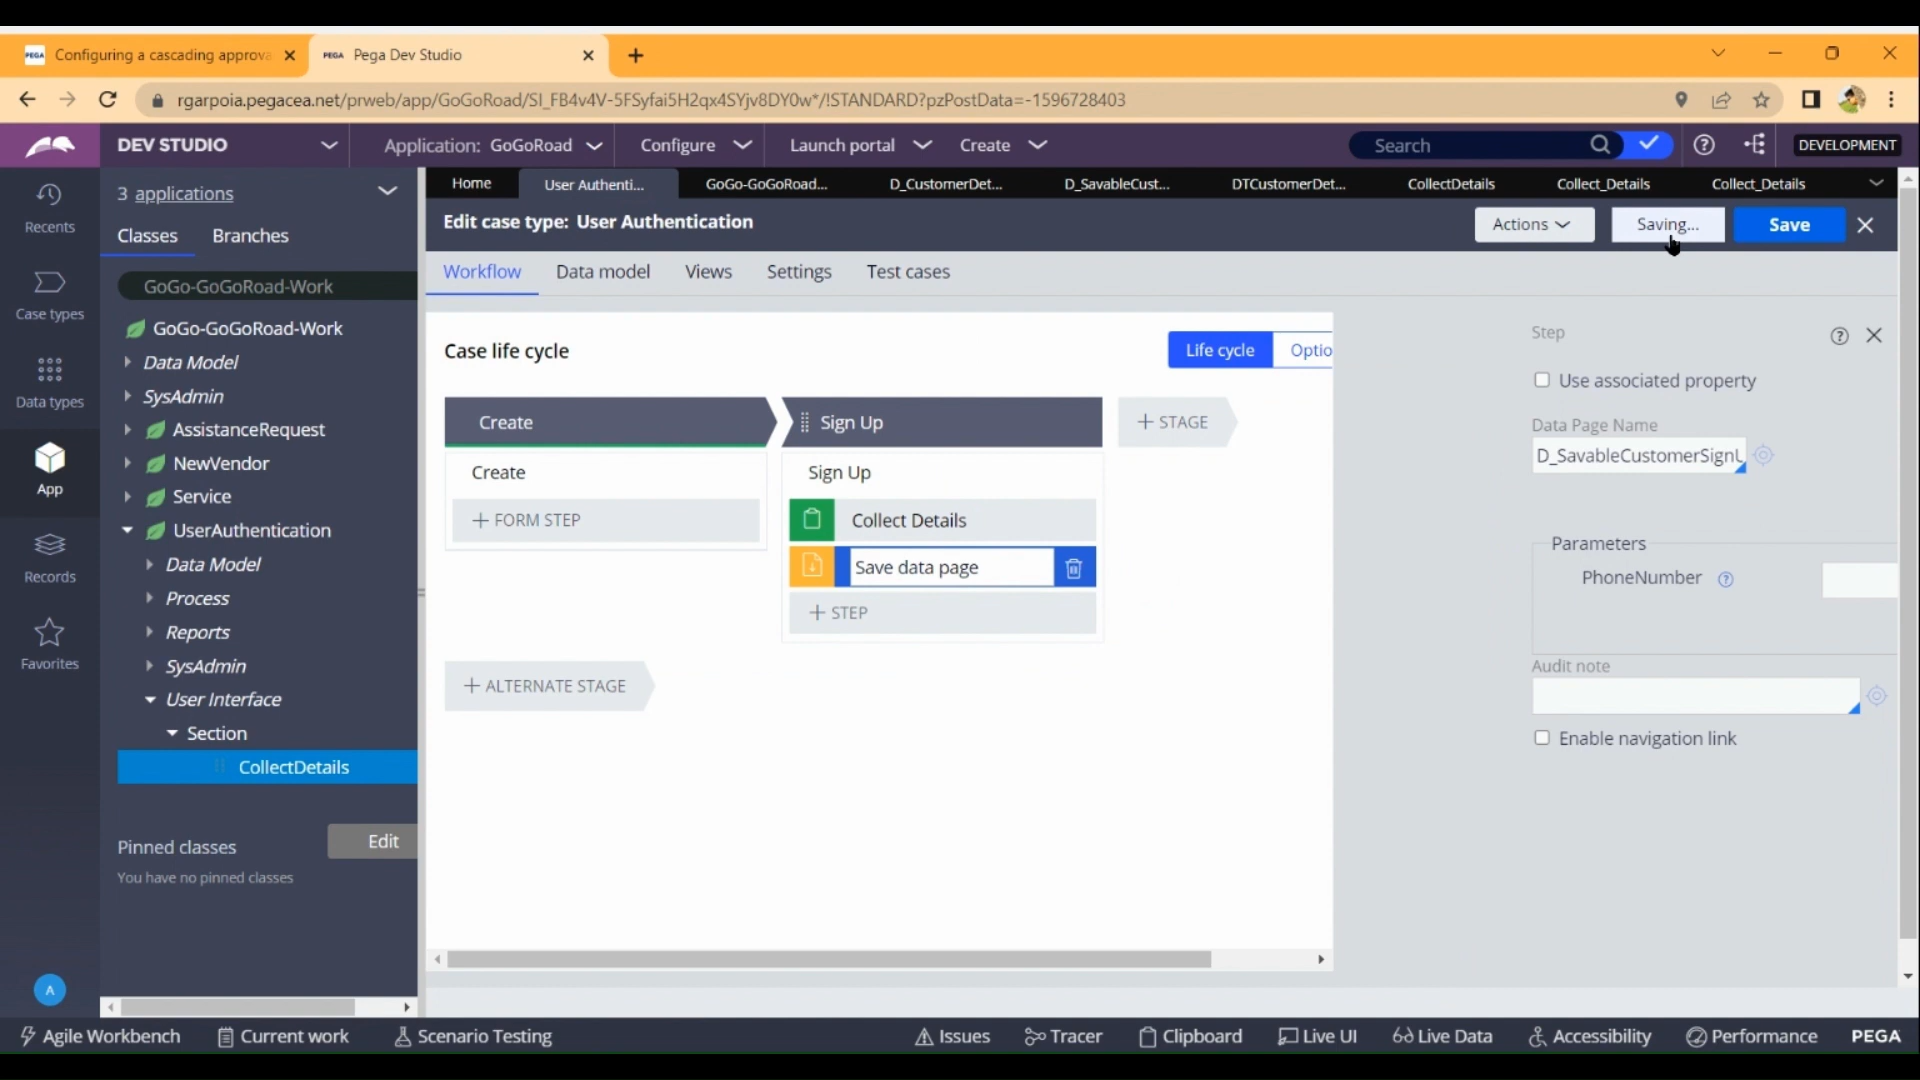 PEGA Configuring a cascading approva
PEGA Pega Dev Studio
rgarpoia.pegacea.net/prweb/app/GoGoRoad/SI_FB4v4V-5FSyfai5H2qx4SYjv8DY0w*/!STANDARD?pzPostData=-1596728403
DEV STUDIO
Application: GoGoRoad
Configure
Launch portal
Create
Search
DEVELOPMENT
Recents
Case types
Data types
App
Records
Favorites
A
3 applications
Classes
Branches
GoGo-GoGoRoad-Work
GoGo-GoGoRoad-Work
Data Model
SysAdmin
AssistanceRequest
NewVendor
Service
UserAuthentication
Data Model
Process
Reports
SysAdmin
User Interface
Section
CollectDetails
Pinned classes
Edit
You have no pinned classes
Home
User Authenti...
GoGo-GoGoRoad...
D_CustomerDet...
D_SavableCust...
DTCustomerDet...
CollectDetails
Collect_Details
Collect_Details
Edit case type: User Authentication
Actions
Saving...
Save
Workflow
Data model
Views
Settings
Test cases
Case life cycle
Life cycle
Optio
Create
Sign Up
+ STAGE
Create
+ FORM STEP
Sign Up
Collect Details
Save data page
+ STEP
+ ALTERNATE STAGE
Step
Use associated property
Data Page Name
D_SavableCustomerSignU
Parameters
PhoneNumber
Audit note
Enable navigation link
Agile Workbench
Current work
Scenario Testing
Issues
Tracer
Clipboard
Live UI
Live Data
Accessibility
Performance
PEGA